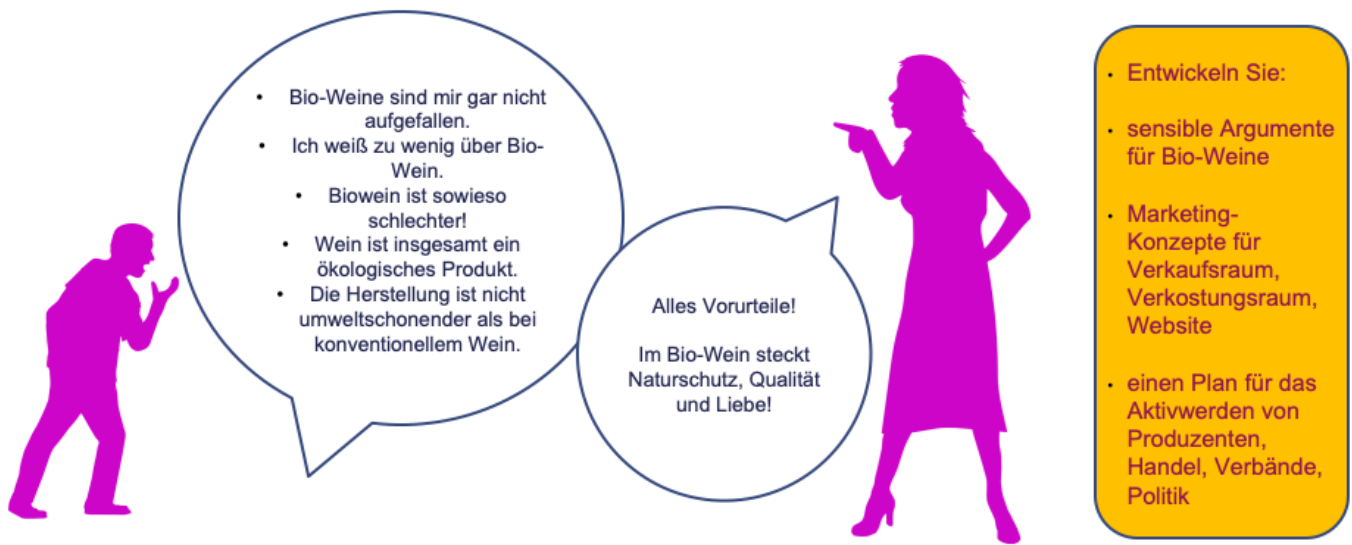 • Bio-Weine sind mir gar nicht
aufgefallen.
• Ich weiß zu wenig über Bio-
Wein.
• Biowein ist sowieso
schlechter!
• Wein ist insgesamt ein
ökologisches Produkt.
• Die Herstellung ist nicht
umweltschonender als bei
konventionellem Wein.
Alles Vorurteile!
Im Bio-Wein steckt
Naturschutz, Qualität
und Liebe!
• Entwickeln Sie:
• sensible Argumente
für Bio-Weine
• Marketing-
Konzepte für
Verkaufsraum,
Verkostungsraum,
Website
• einen Plan für das
Aktivwerden von
Produzenten,
Handel, Verbände,
Politik